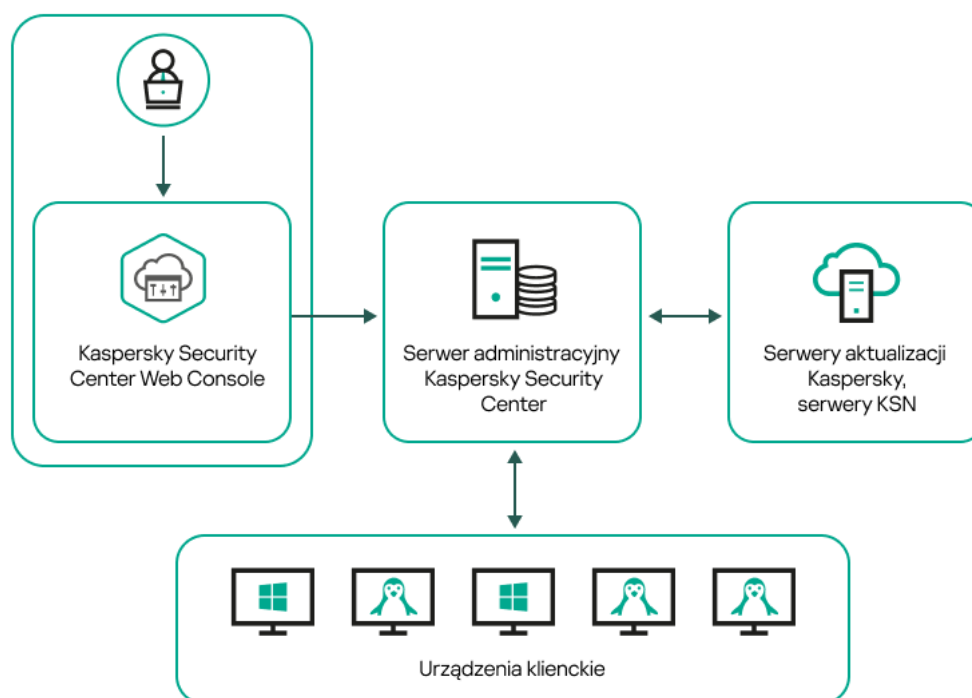 Kaspersky Security
Center Web Console
Serwer administracyjny
Kaspersky Security
Center
Serwery aktualizacji
Kaspersky,
serwery KSN
Urządzenia klienckie